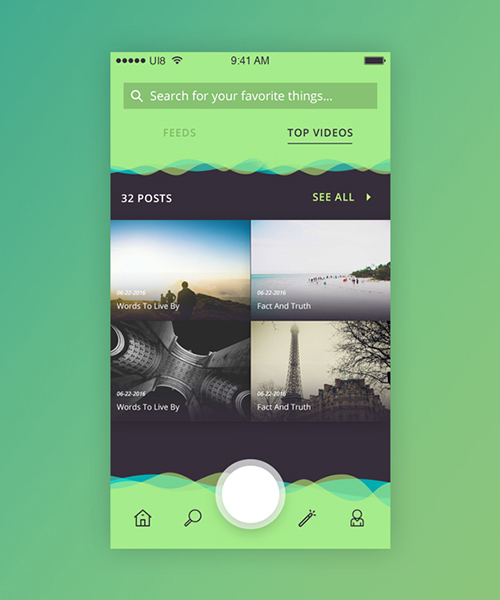 UI8 9:41 AM
Search for your favorite things...
FEEDS TOP VIDEOS
32 POSTS SEE ALL
06-22-2016 06-22-2016
Words To Live By Fact And Truth
06-22-2016 06-22-2016
Words To Live By Fact And Truth